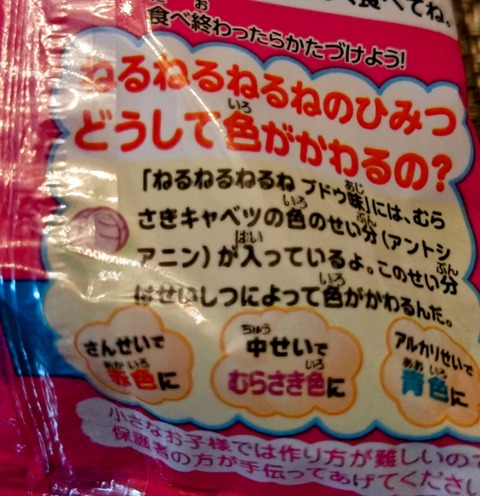 食べてね。
食べ終わったらかたづけよう!
ねるねるねるねのひみつ
どうして色がかわるの?
「ねるねるねるね ブドウ味」には、むら
さきキャベツの色のせい分(アントシ
アニン)が入っているよ。このせい分
はせいしつによって色がかわるんだ。
さんせいで
赤色に
中せいで
むらさき色に
アルカリせいで
青色に
小さなお子様では作り方が難しいので
保護者の方が手伝ってあげてください